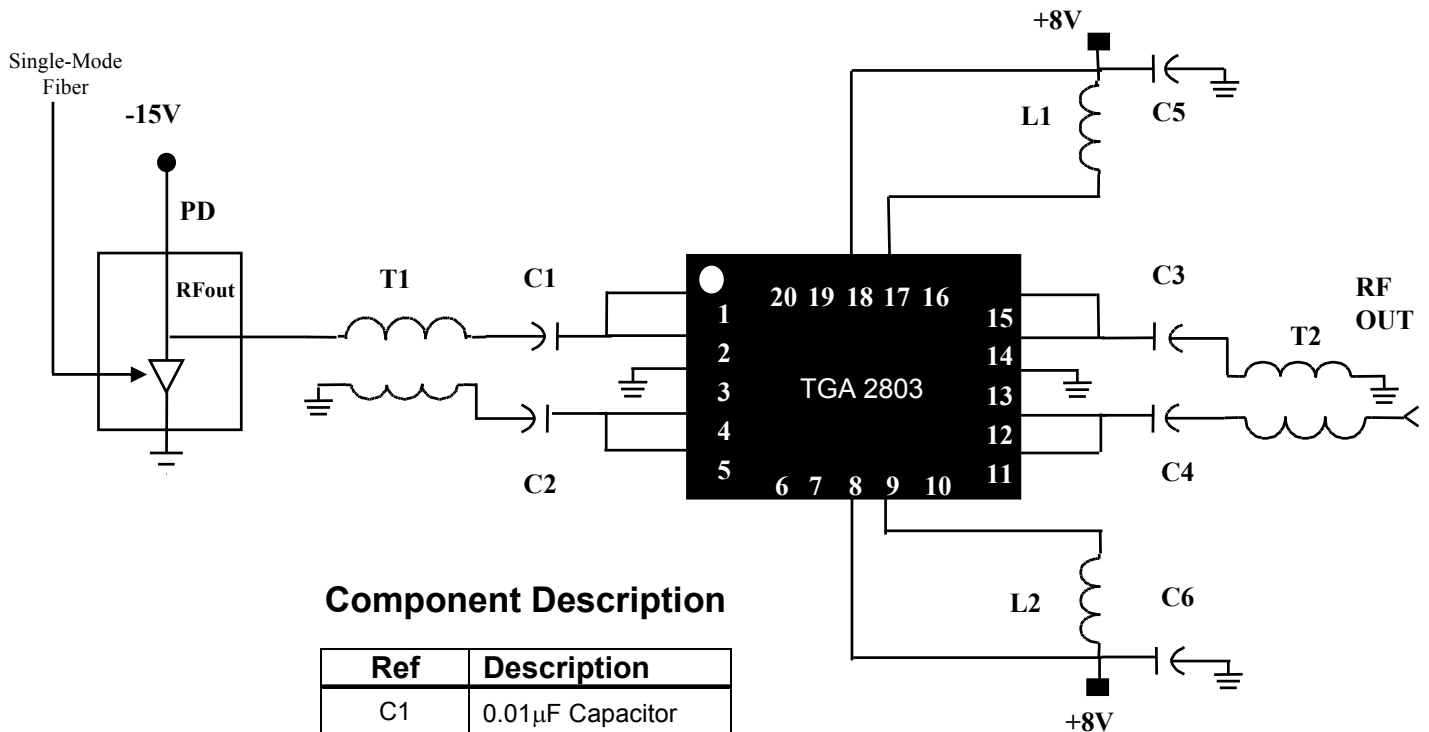 +8V
Single-Mode
Fiber
-15V
L1
C5
PD
RFout
T1
C1
C3
RF
OUT
20 19 18 17 16
1
15
2
14
T2
TGA 2803
3
13
4
12
5
11
C2
C4
6 7 8 9 10
Component Description
L2
C6
Ref Description
C1 0.01µF Capacitor
+8V